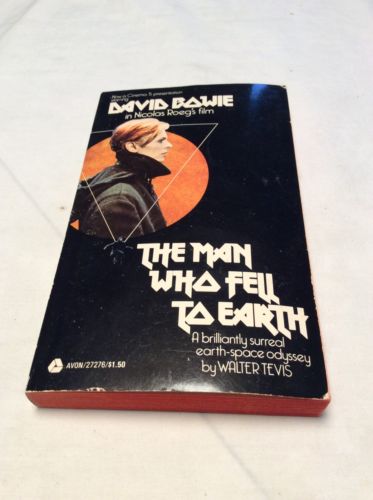 Now a Cinema 5 presentation
starring
DAVID BOWIE
in Nicolas Roeg's film
THE MAN
WHO FELL
TO EARTH
A brilliantly surreal
earth-space odyssey
by WALTER TEVIS
AVON/27276/$1.50